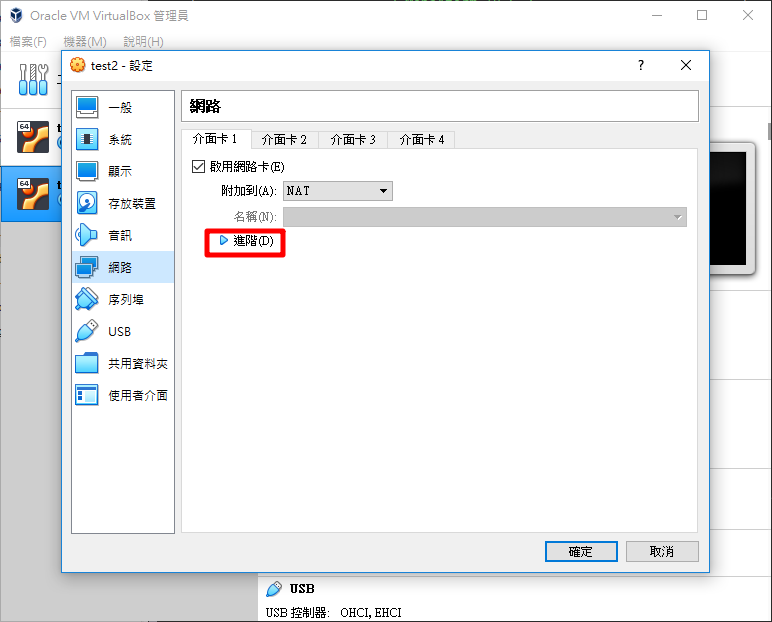 Oracle VM VirtualBox 管理員
檔案(F) 機器(M) 說明(H)
test2 - 設定
?
一般
系統
顯示
存放裝置
音訊
網路
序列埠
USB
共用資料夾
使用者介面
網路
介面卡 1 介面卡 2 介面卡 3 介面卡 4
啟用網路卡(E)
附加到(A): NAT
名稱(N):
進階(D)
確定 取消
64
64
USB
USB 控制器: OHCI, EHCI